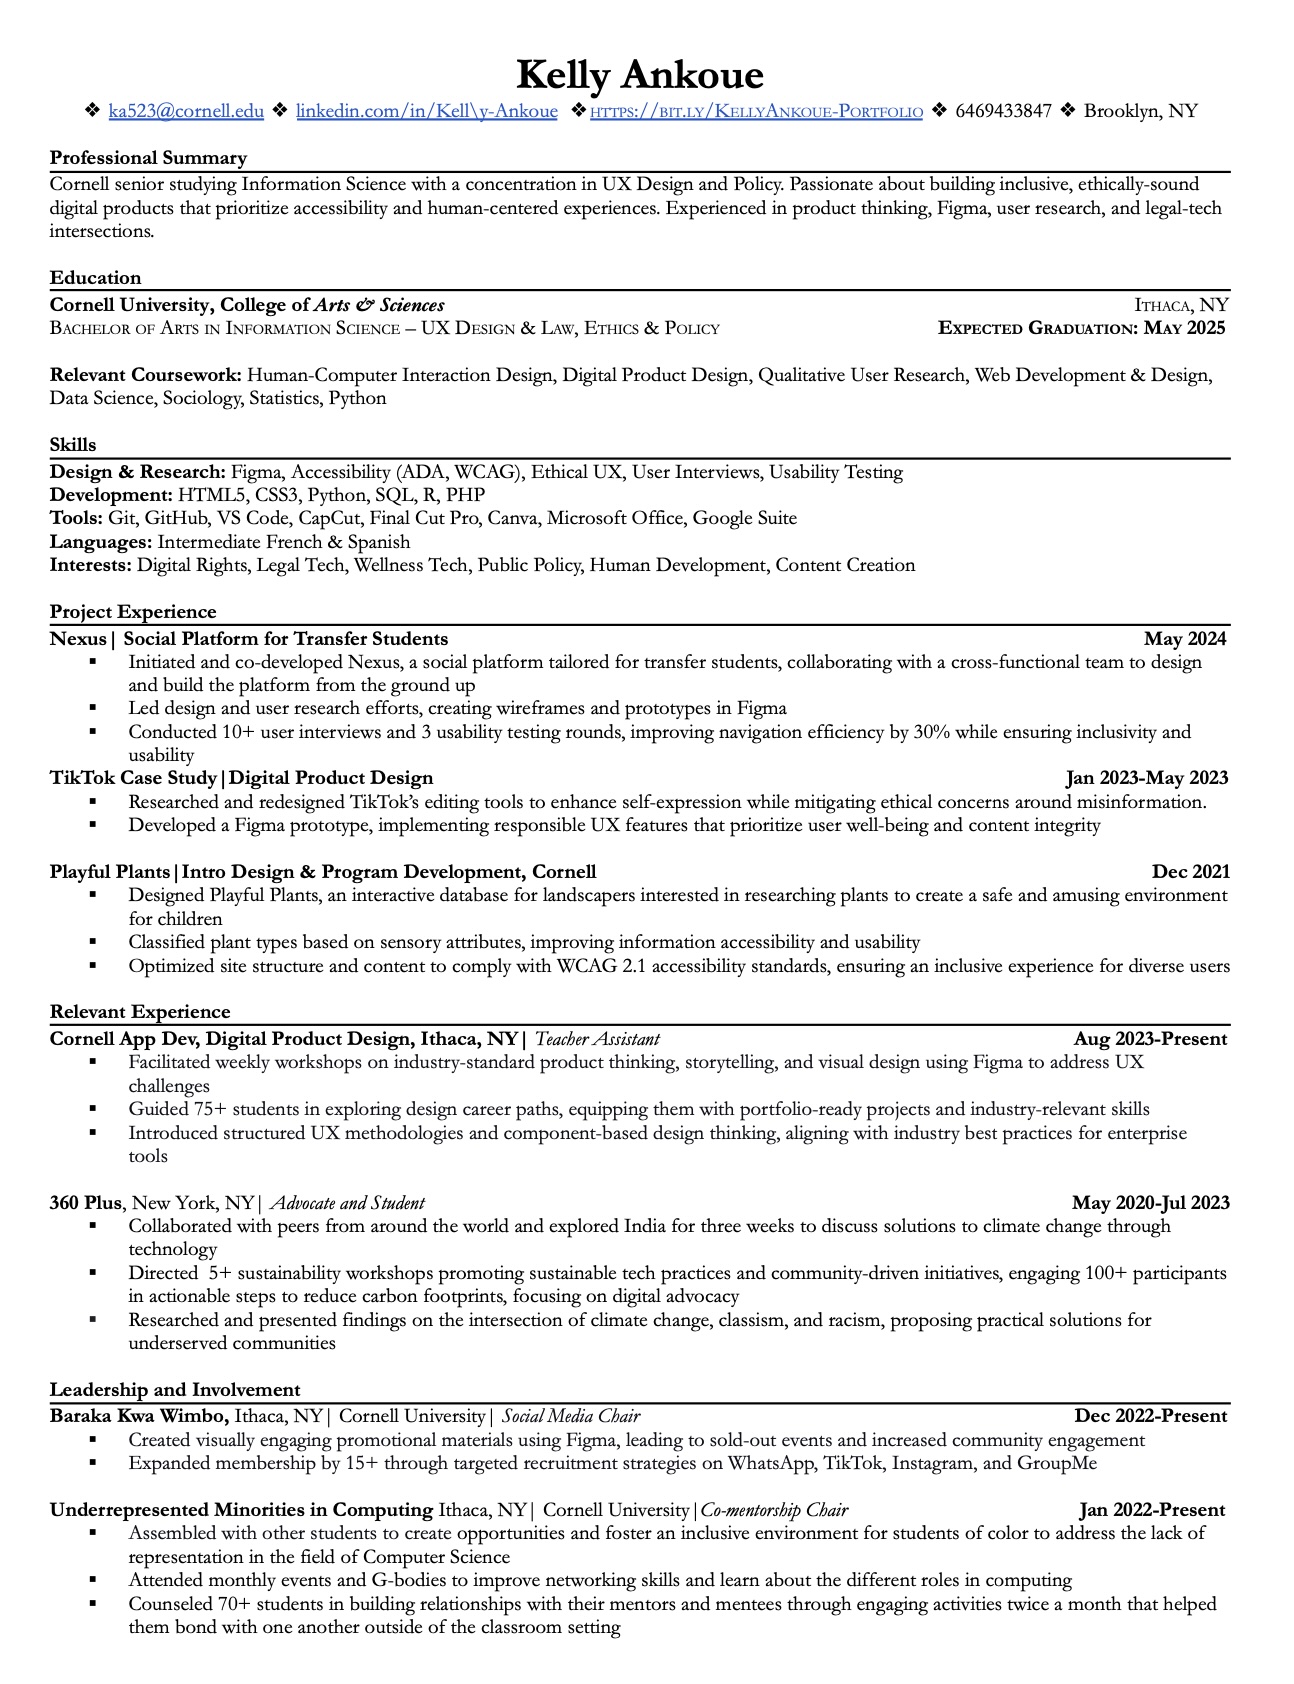 Kelly Ankoue
❖ ka523@cornell.edu ❖ linkedin.com/in/Kell\y-Ankoue ❖ HTTPS://BIT.LY/KELLYANKOUE-PORTFOLIO ❖ 6469433847 ❖ Brooklyn, NY
Professional Summary
Cornell senior studying Information Science with a concentration in UX Design and Policy. Passionate about building inclusive, ethically-sound
digital products that prioritize accessibility and human-centered experiences. Experienced in product thinking, Figma, user research, and legal-tech
intersections.
Education
Cornell University, College of Arts & Sciences ITHACA, NY
BACHELOR OF ARTS IN INFORMATION SCIENCE – UX DESIGN & LAW, ETHICS & POLICY EXPECTED GRADUATION: MAY 2025
Relevant Coursework: Human-Computer Interaction Design, Digital Product Design, Qualitative User Research, Web Development & Design,
Data Science, Sociology, Statistics, Python
Skills
Design & Research: Figma, Accessibility (ADA, WCAG), Ethical UX, User Interviews, Usability Testing
Development: HTML5, CSS3, Python, SQL, R, PHP
Tools: Git, GitHub, VS Code, CapCut, Final Cut Pro, Canva, Microsoft Office, Google Suite
Languages: Intermediate French & Spanish
Interests: Digital Rights, Legal Tech, Wellness Tech, Public Policy, Human Development, Content Creation
Project Experience
Nexus| Social Platform for Transfer Students May 2024
▪ Initiated and co-developed Nexus, a social platform tailored for transfer students, collaborating with a cross-functional team to design
and build the platform from the ground up
▪ Led design and user research efforts, creating wireframes and prototypes in Figma
▪ Conducted 10+ user interviews and 3 usability testing rounds, improving navigation efficiency by 30% while ensuring inclusivity and
usability
TikTok Case Study|Digital Product Design Jan 2023-May 2023
▪ Researched and redesigned TikTok’s editing tools to enhance self-expression while mitigating ethical concerns around misinformation.
▪ Developed a Figma prototype, implementing responsible UX features that prioritize user well-being and content integrity
Playful Plants|Intro Design & Program Development, Cornell Dec 2021
▪ Designed Playful Plants, an interactive database for landscapers interested in researching plants to create a safe and amusing environment
for children
▪ Classified plant types based on sensory attributes, improving information accessibility and usability
▪ Optimized site structure and content to comply with WCAG 2.1 accessibility standards, ensuring an inclusive experience for diverse users
Relevant Experience
Cornell App Dev, Digital Product Design, Ithaca, NY| Teacher Assistant Aug 2023-Present
▪ Facilitated weekly workshops on industry-standard product thinking, storytelling, and visual design using Figma to address UX
challenges
▪ Guided 75+ students in exploring design career paths, equipping them with portfolio-ready projects and industry-relevant skills
▪ Introduced structured UX methodologies and component-based design thinking, aligning with industry best practices for enterprise
tools
360 Plus, New York, NY| Advocate and Student May 2020-Jul 2023
▪ Collaborated with peers from around the world and explored India for three weeks to discuss solutions to climate change through
technology
▪ Directed 5+ sustainability workshops promoting sustainable tech practices and community-driven initiatives, engaging 100+ participants
in actionable steps to reduce carbon footprints, focusing on digital advocacy
▪ Researched and presented findings on the intersection of climate change, classism, and racism, proposing practical solutions for
underserved communities
Leadership and Involvement
Baraka Kwa Wimbo, Ithaca, NY| Cornell University| Social Media Chair Dec 2022-Present
▪ Created visually engaging promotional materials using Figma, leading to sold-out events and increased community engagement
▪ Expanded membership by 15+ through targeted recruitment strategies on WhatsApp, TikTok, Instagram, and GroupMe
Underrepresented Minorities in Computing Ithaca, NY| Cornell University|Co-mentorship Chair Jan 2022-Present
▪ Assembled with other students to create opportunities and foster an inclusive environment for students of color to address the lack of
representation in the field of Computer Science
▪ Attended monthly events and G-bodies to improve networking skills and learn about the different roles in computing
▪ Counseled 70+ students in building relationships with their mentors and mentees through engaging activities twice a month that helped
them bond with one another outside of the classroom setting